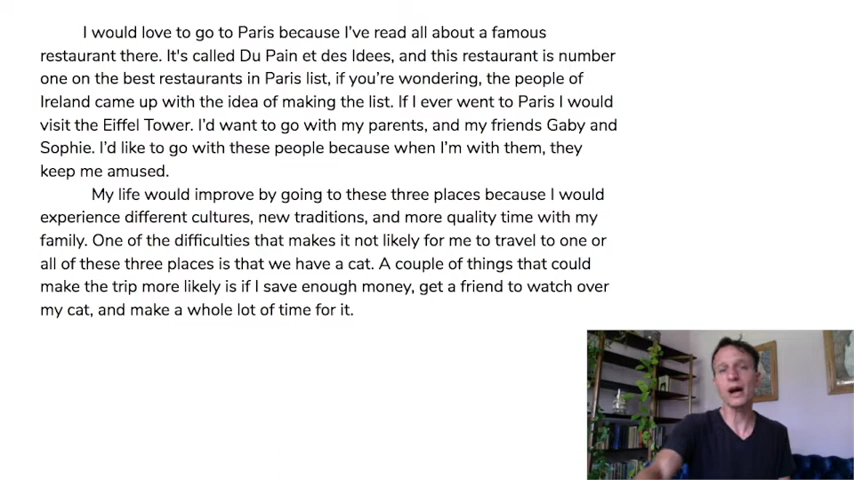 I would love to go to Paris because I've read all about a famous
restaurant there. It's called Du Pain et des Idees, and this restaurant is number
one on the best restaurants in Paris list, if you're wondering, the people of
Ireland came up with the idea of making the list. If I ever went to Paris I would
visit the Eiffel Tower. I'd want to go with my parents, and my friends Gaby and
Sophie. I'd like to go with these people because when I'm with them, they
keep me amused.
My life would improve by going to these three places because I would
experience different cultures, new traditions, and more quality time with my
family. One of the difficulties that makes it not likely for me to travel to one or
all of these three places is that we have a cat. A couple of things that could
make the trip more likely is if I save enough money, get a friend to watch over
my cat, and make a whole lot of time for it.